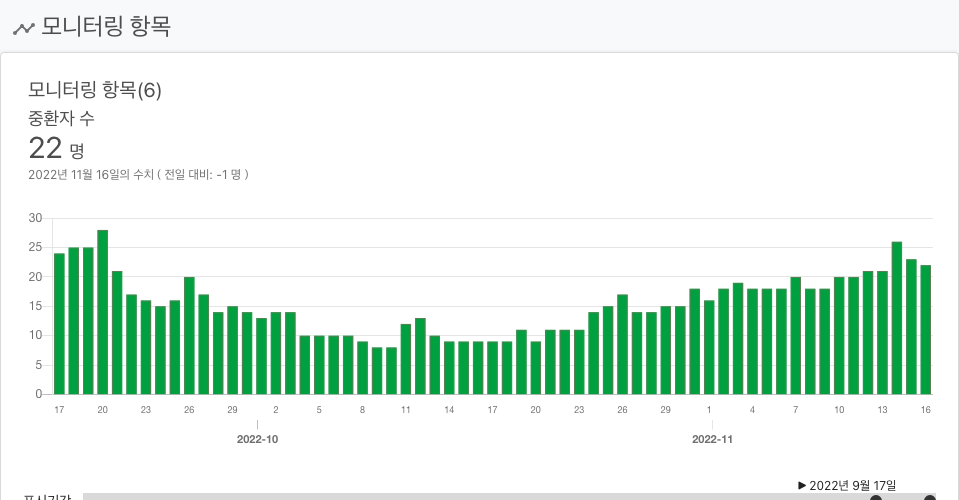 모니터링 항목
모니터링 항목(6)
중환자 수
22 명
2022년 11월 16일의 수치 ( 전일 대비: -1 명 )
30
25
20
15
10
5
0
17 20 23 26 29 2 5 8 11 14 17 20 23 26 29 1 4 7 10 13 16
2022-10 2022-11
▶ 2022년 9월 17일
표시기간